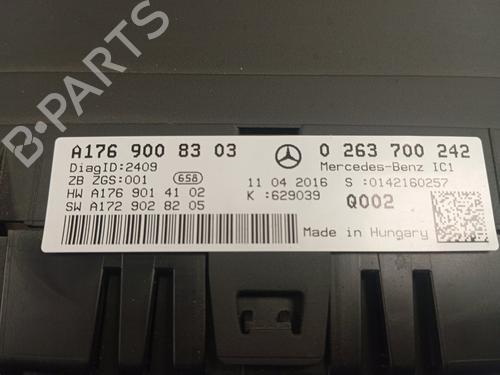 A176 900 83 03
0 263 700 242
DiagID:2409
Mercedes-Benz IC1
ZB ZGS:001
658
11 04 2016
S :0142160257
HW A176 901 41 02
K :629039
Q002
SW A172 902 82 05
Made in Hungary
B-PARTS